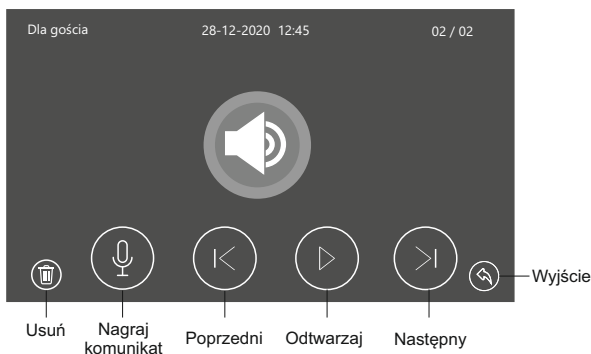 Dla gościa 28-12-2020 12:45 02 / 02
Wyjście
Usuń Nagraj komunikat Poprzedni Odtwarzaj Następny